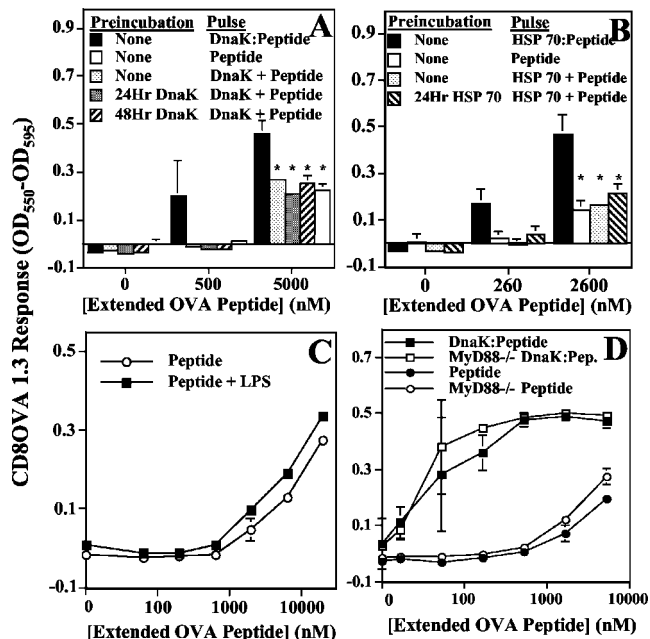 CD8OVA 1.3 Response (OD550-OD595)
A
Preincubation Pulse
None DnaK:Peptide
None Peptide
None DnaK + Peptide
24Hr DnaK DnaK + Peptide
48Hr DnaK DnaK + Peptide
0.9
0.7
0.5
0.3
0.1
-0.1
* * * *
0 500 5000
[Extended OVA Peptide] (nM)
B
Preincubation Pulse
None HSP 70:Peptide
None Peptide
None HSP 70 + Peptide
24Hr HSP 70 HSP 70 + Peptide
0.9
0.7
0.5
0.3
0.1
-0.1
* * *
0 260 2600
[Extended OVA Peptide] (nM)
C
Peptide
Peptide + LPS
0.5
0.3
0.1
-0.1
0 100 1000 10000
[Extended OVA Peptide] (nM)
D
DnaK:Peptide
MyD88-/- DnaK:Pep.
Peptide
MyD88-/- Peptide
0.7
0.5
0.3
0.1
-0.1
0 100 1000 10000
[Extended OVA Peptide] (nM)